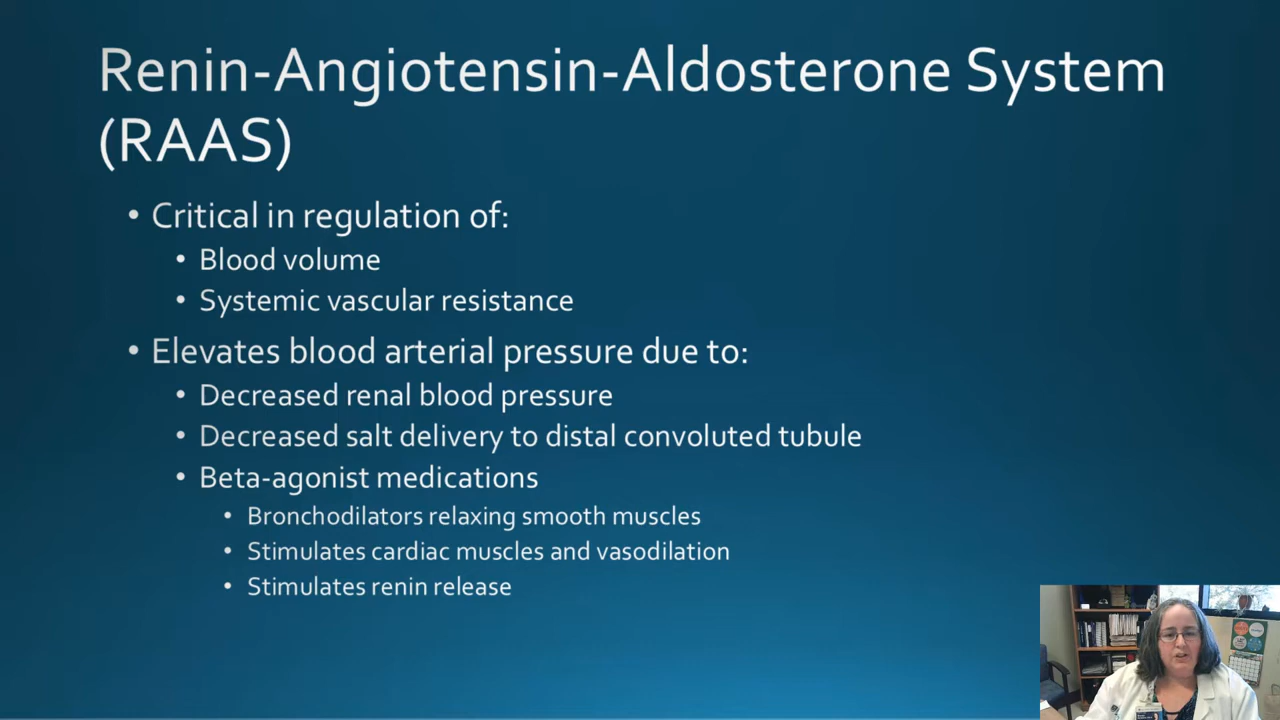 Renin-Angiotensin-Aldosterone System
(RAAS)
• Critical in regulation of:
• Blood volume
• Systemic vascular resistance
• Elevates blood arterial pressure due to:
• Decreased renal blood pressure
• Decreased salt delivery to distal convoluted tubule
• Beta-agonist medications
• Bronchodilators relaxing smooth muscles
• Stimulates cardiac muscles and vasodilation
• Stimulates renin release